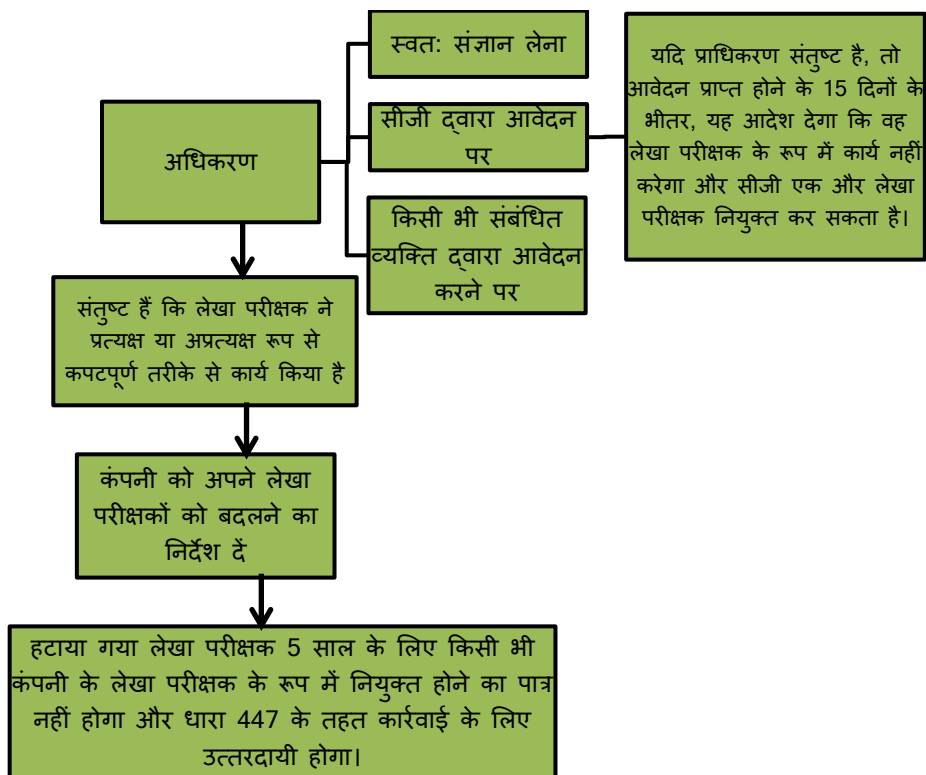 अधिकरण
स्वत: संज्ञान लेना
सीजी द्वारा आवेदन
पर
किसी भी संबंधित
व्यक्ति द्वारा आवेदन
करने पर
यदि प्राधिकरण संतुष्ट है, तो
आवेदन प्राप्त होने के 15 दिनों के
भीतर, यह आदेश देगा कि वह
लेखा परीक्षक के रूप में कार्य नहीं
करेगा और सीजी एक और लेखा
परीक्षक नियुक्त कर सकता है।
संतुष्ट हैं कि लेखा परीक्षक ने
प्रत्यक्ष या अप्रत्यक्ष रूप से
कपटपूर्ण तरीके से कार्य किया है
कंपनी को अपने लेखा
परीक्षकों को बदलने का
निर्देश दें
हटाया गया लेखा परीक्षक 5 साल के लिए किसी भी
कंपनी के लेखा परीक्षक के रूप में नियुक्त होने का पात्र
नहीं होगा और धारा 447 के तहत कार्रवाई के लिए
उत्तरदायी होगा।